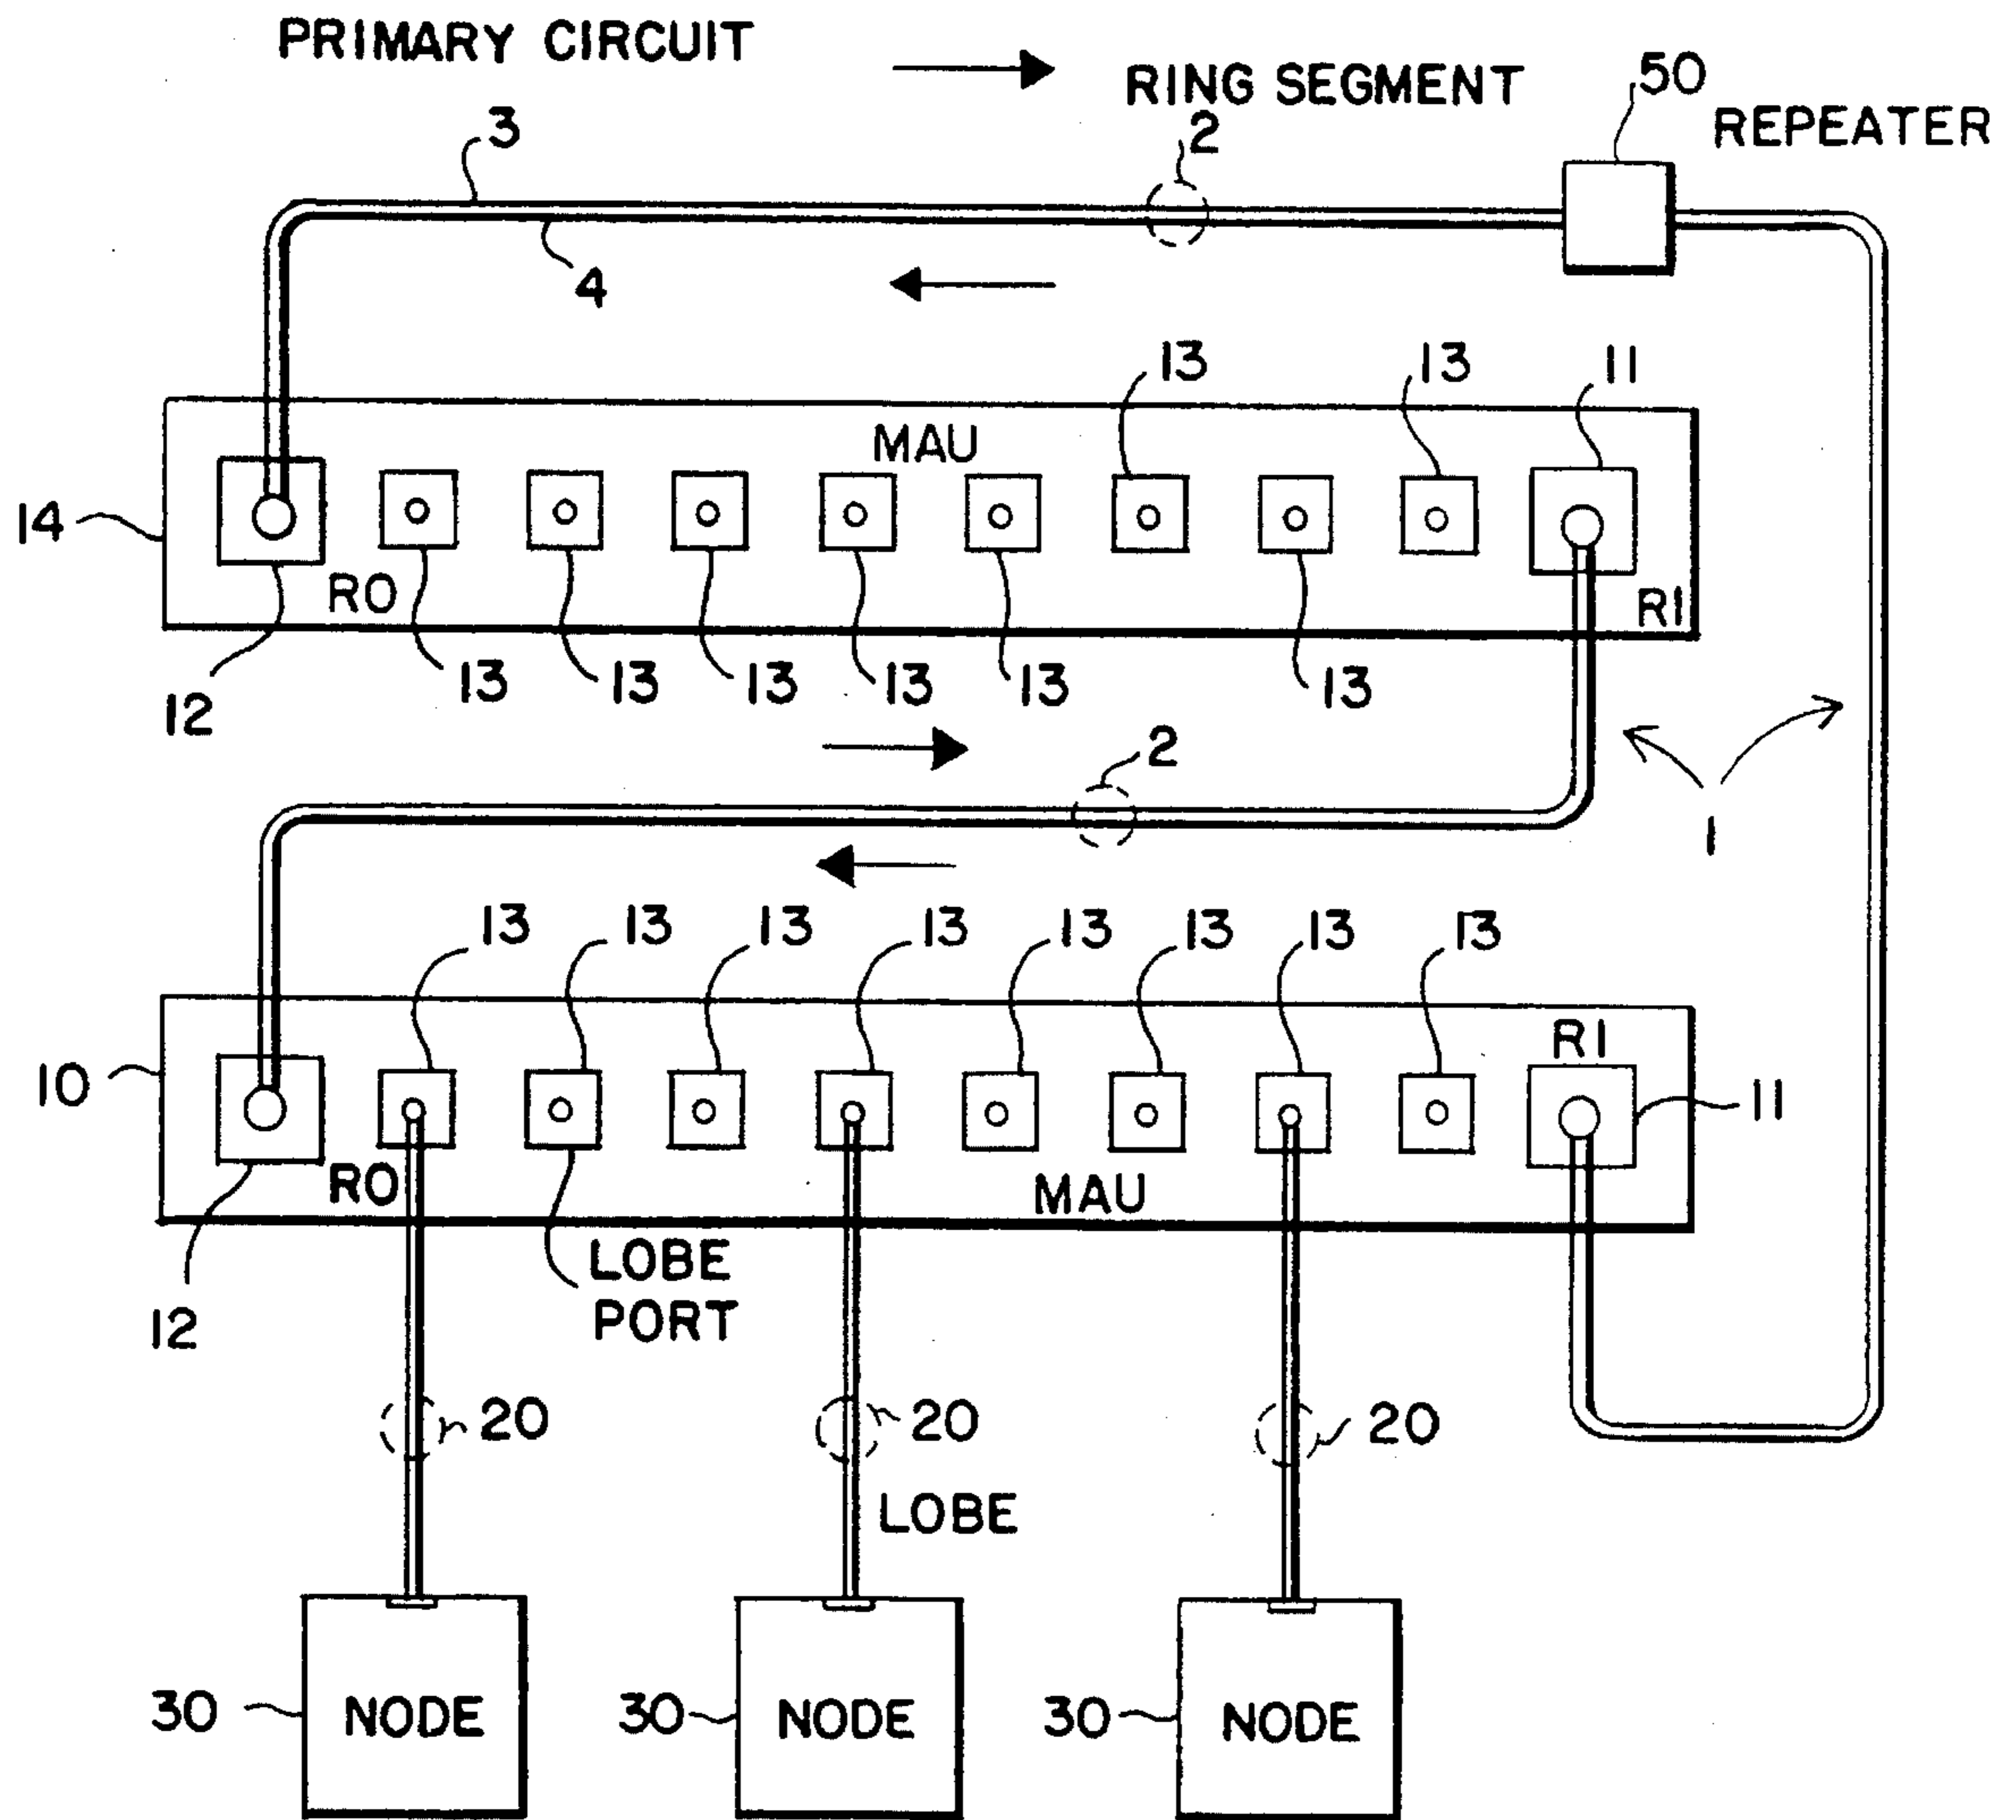 PRIMARY CIRCUIT
RING SEGMENT
50
REPEATER
3
2
4
13 13 11
MAU
14
RO
RI
12
13 13 13 13 13 13
2
1
13 13 13 13 13 13 13 13
RI
10
11
RO
MAU
12
LOBE
PORT
20 20 20
LOBE
30 NODE 30 NODE 30 NODE